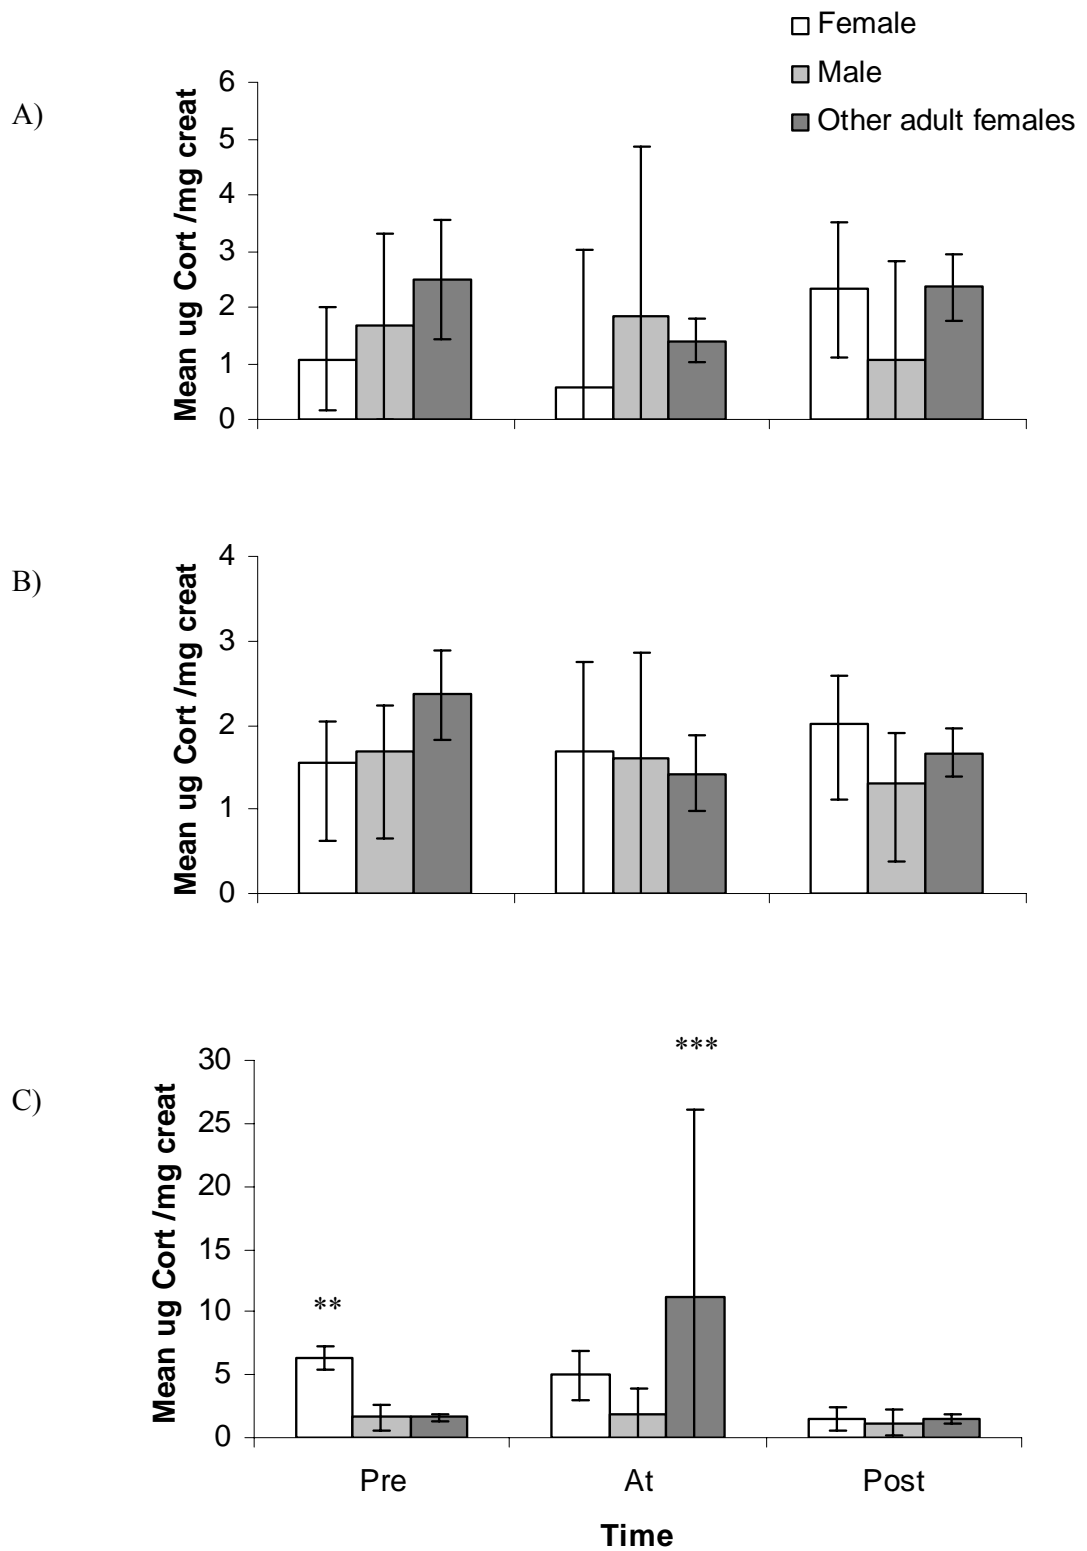 Female
Male
Other adult females
A)
Mean ug Cort /mg creat
6
5
4
3
2
1
0
B)
Mean ug Cort /mg creat
4
3
2
1
0
C)
Mean ug Cort /mg creat
30
25
20
15
10
5
0
**
***
Pre At Post
Time